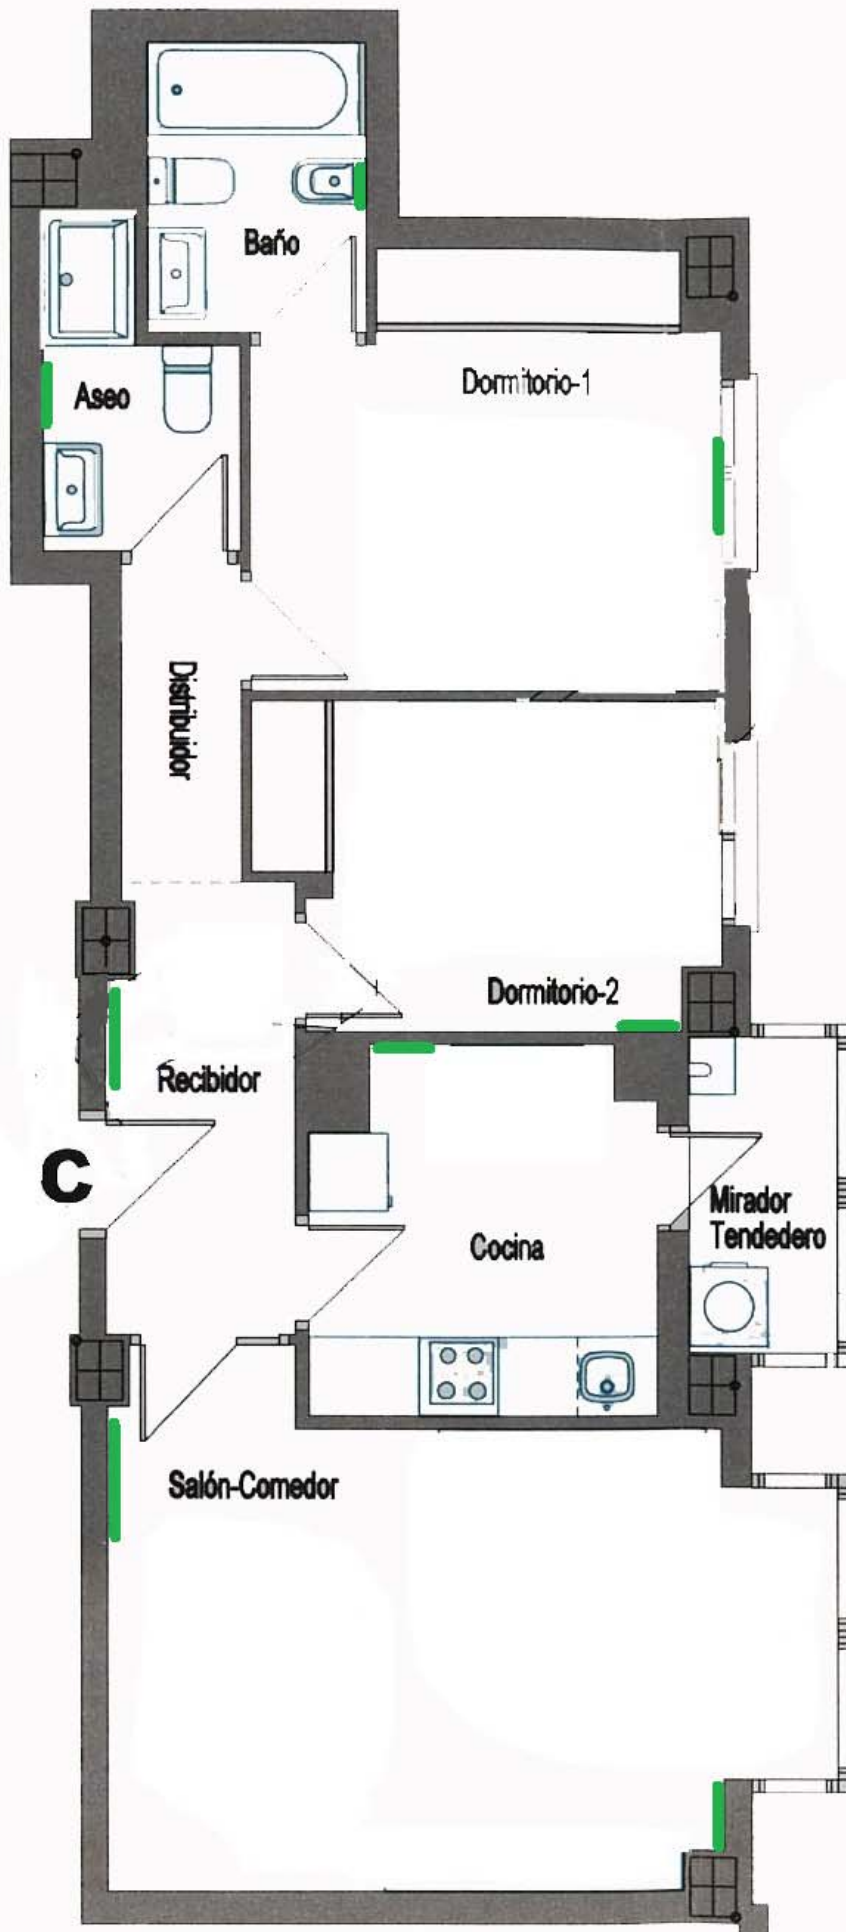 Baño
Dormitorio-1
Aseo
Distribuidor
Dormitorio-2
Recibidor
C
Mirador
Tendedero
Cocina
Salón-Comedor